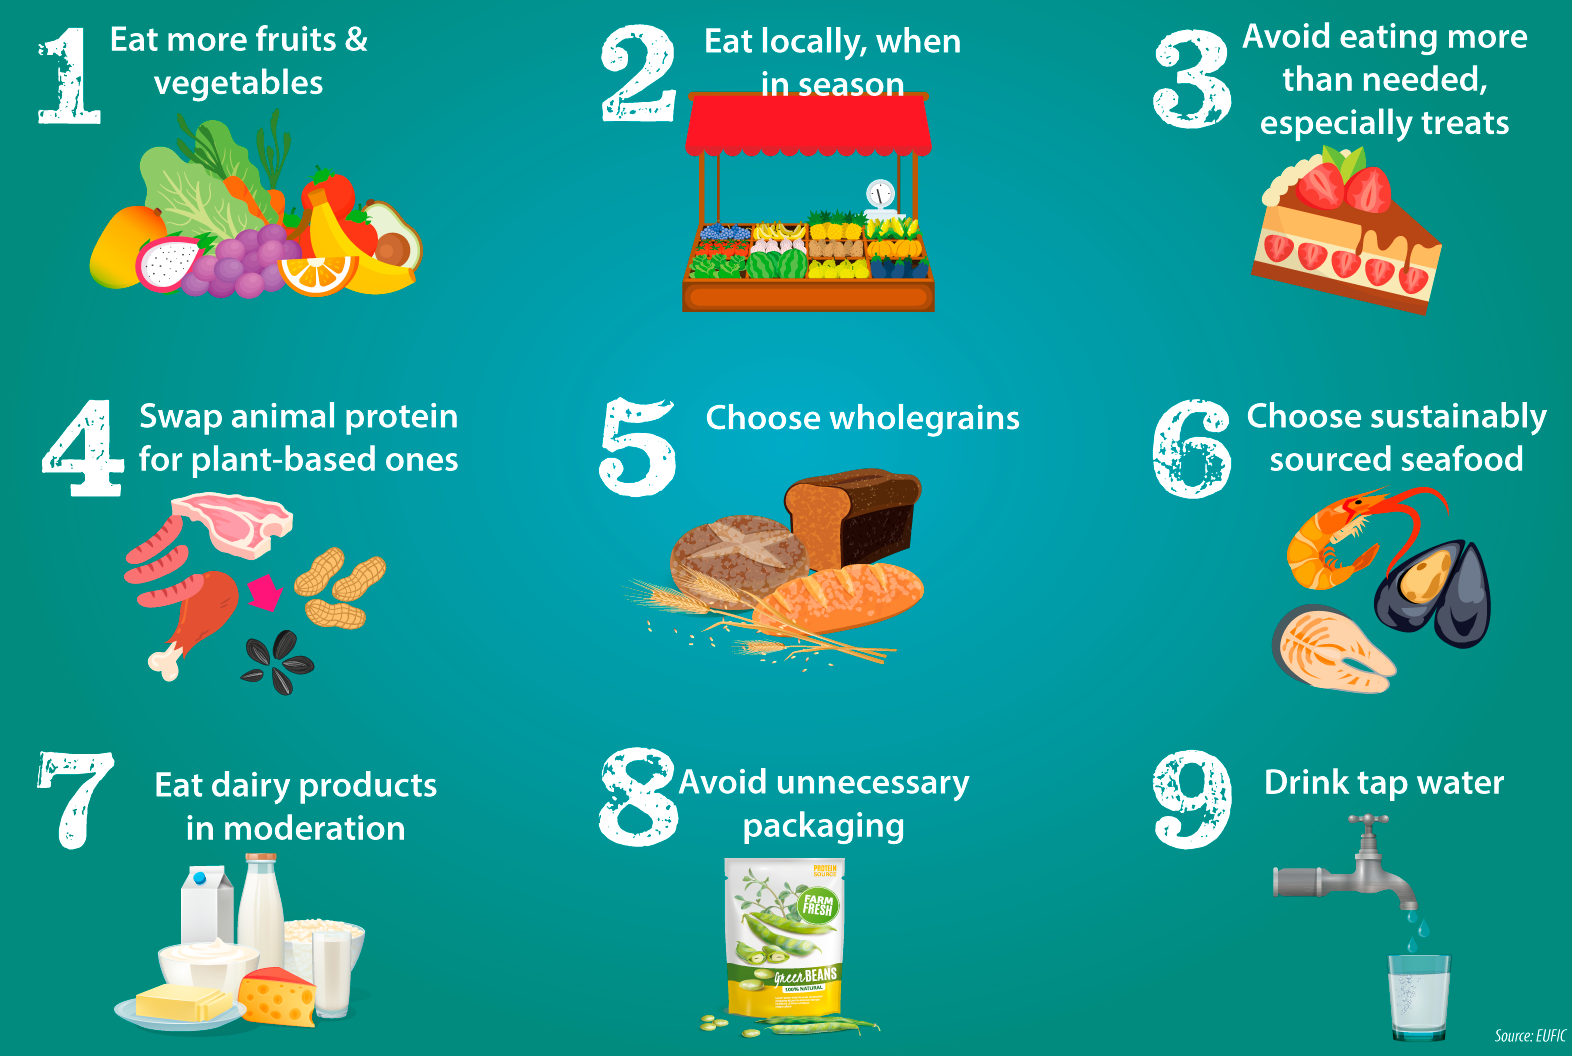 1
Eat more fruits &
vegetables
2
Eat locally, when
in season
3
Avoid eating more
than needed,
especially treats
4
Swap animal protein
for plant-based ones
5
Choose wholegrains
6
Choose sustainably
sourced seafood
7
Eat dairy products
in moderation
8
Avoid unnecessary
packaging
PROTEIN
SOURCE
FARM
FRESH
green BEANS
100% NATURAL
9
Drink tap water
Source: EUFIC